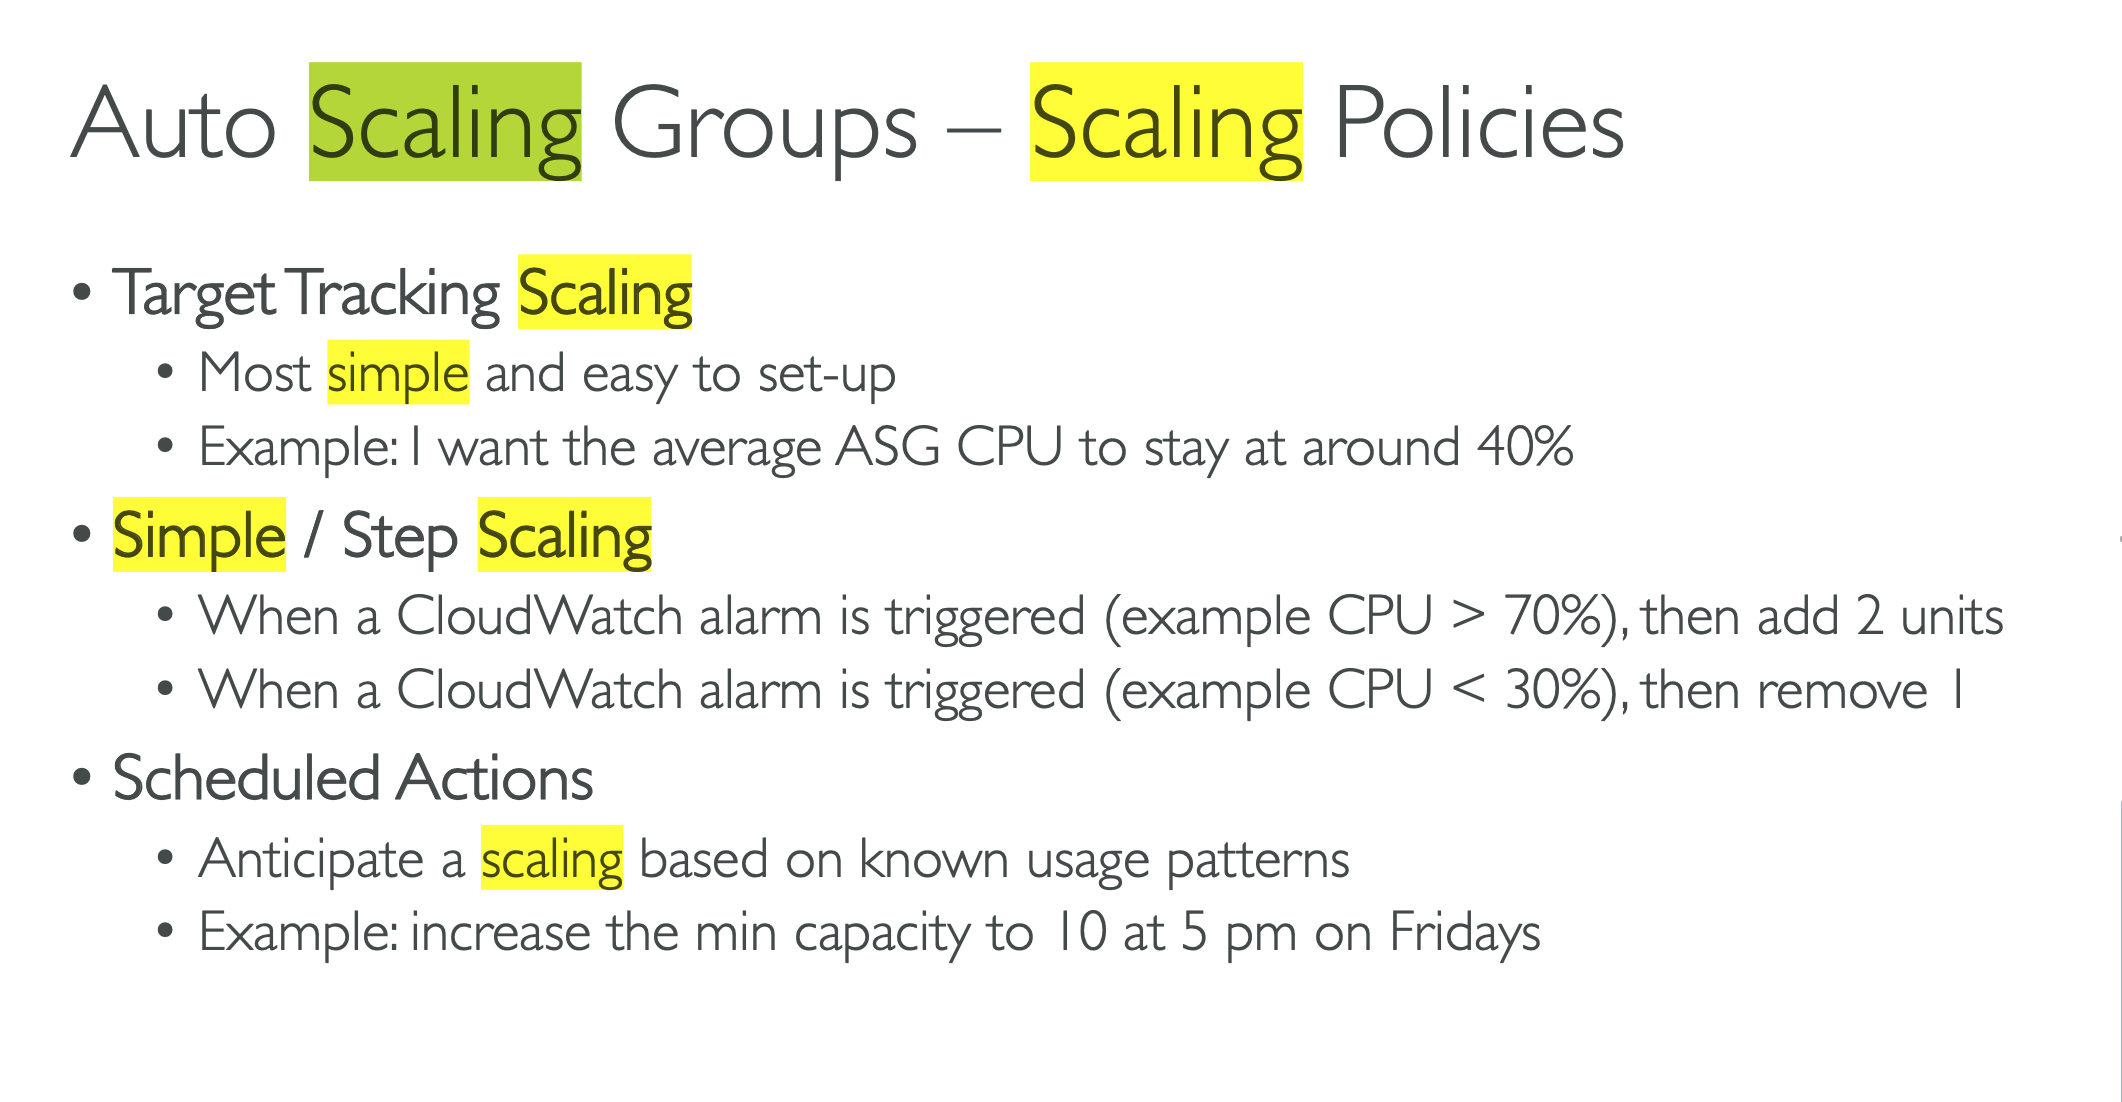 Auto Scaling Groups – Scaling Policies
• Target Tracking Scaling
• Most simple and easy to set-up
• Example: I want the average ASG CPU to stay at around 40%
• Simple / Step Scaling
• When a CloudWatch alarm is triggered (example CPU > 70%), then add 2 units
• When a CloudWatch alarm is triggered (example CPU < 30%), then remove 1
• Scheduled Actions
• Anticipate a scaling based on known usage patterns
• Example: increase the min capacity to 10 at 5 pm on Fridays